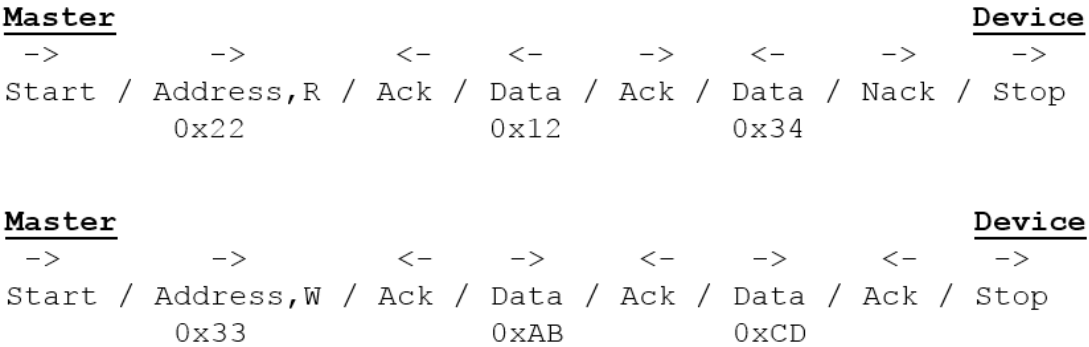 Master Device
-> -> <- <- -> <- -> ->
Start / Address,R / Ack / Data / Ack / Data / Nack / Stop
0x22 0x12 0x34
Master Device
-> -> <- -> <- -> <- ->
Start / Address,W / Ack / Data / Ack / Data / Ack / Stop
0x33 0xAB 0xCD